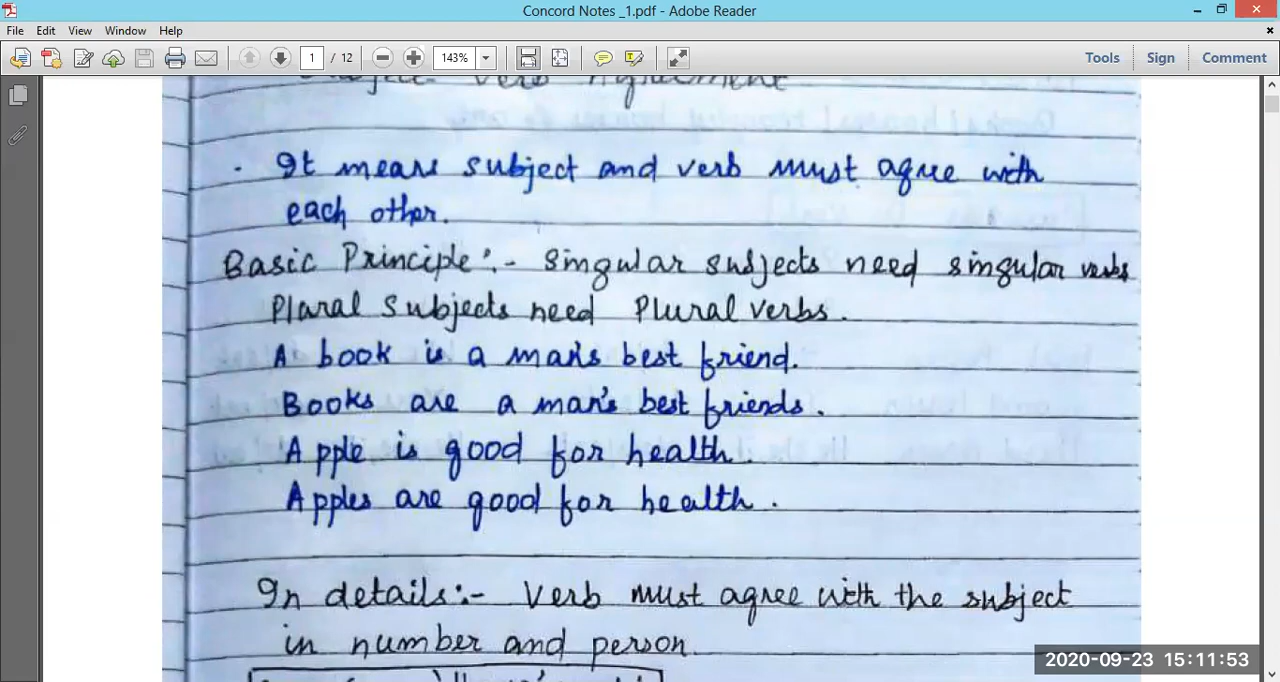 Concord Notes _1.pdf - Adobe Reader
File Edit View Window Help
1 / 12 143% Tools Sign Comment
Subject Verb Agreement
. It means subject and verb must agree with
each other.
Basic Principle:- Singular subjects need singular verbs
Plural Subjects need Plural verbs.
A book is a man's best friend.
Books are a man's best friends.
Apple is good for health.
Apples are good for health.
In details:- Verb must agree with the subject
in number and person
2020-09-23 15:11:53